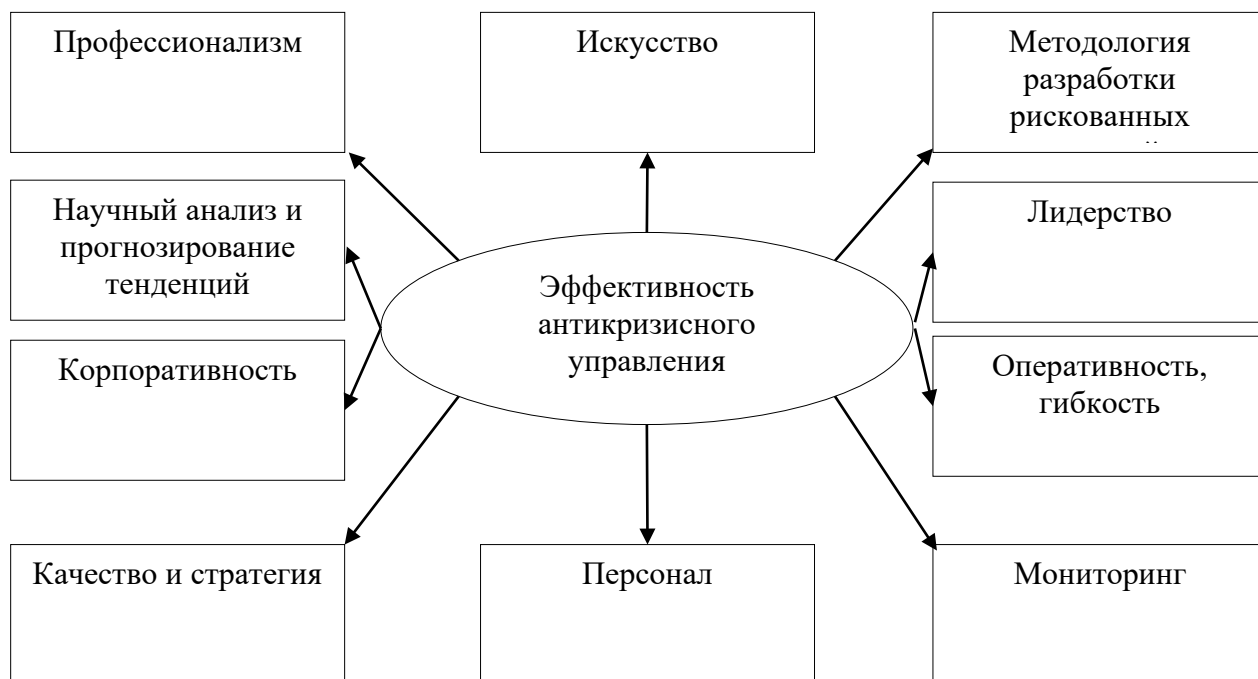 Профессионализм
Искусство
Методология
разработки
рискованных
Научный анализ и
прогнозирование
тенденций
Лидерство
Эффективность
антикризисного
управления
Корпоративность
Оперативность,
гибкость
Качество и стратегия
Персонал
Мониторинг